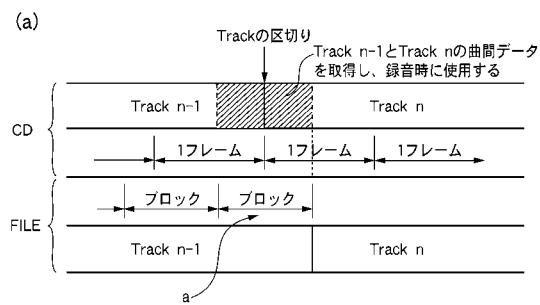 (a)
Trackの区切り
Track n-1とTrack nの曲間データ
を取得し、録音時に使用する
Track n-1
Track n
CD
1フレーム
1フレーム
1フレーム
ブロック
ブロック
FILE
Track n-1
Track n
a